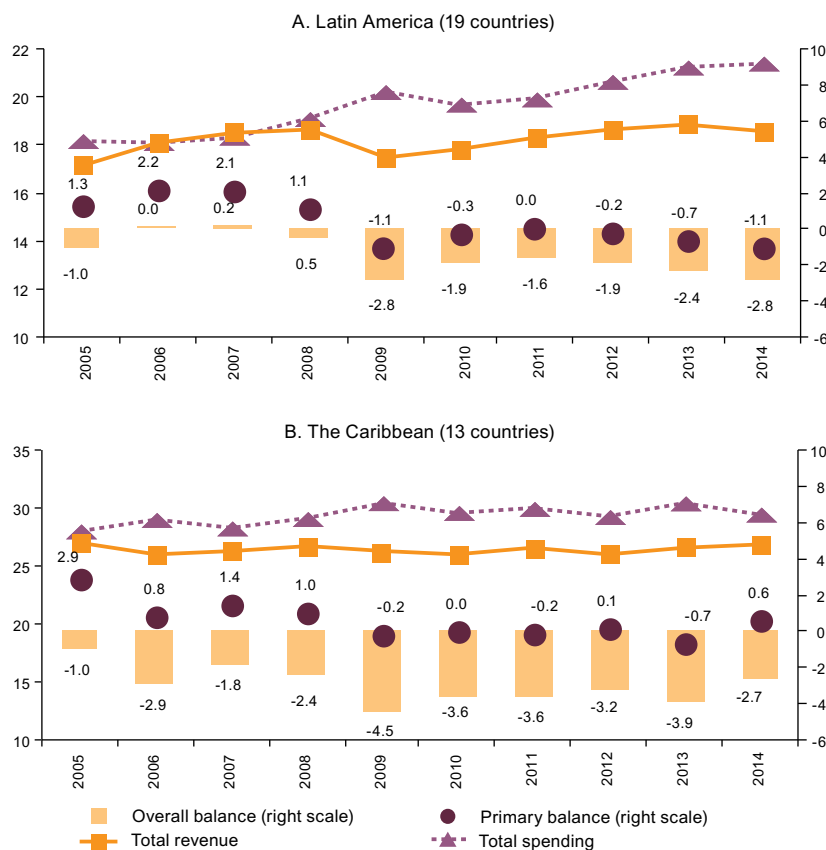 A. Latin America (19 countries)
22 10
20 8
18 6
16 4
14 2
12 0
10 -2
-4
-6
1.3 2.2 2.1 1.1 -1.1 -0.3 0.0 -0.2 -0.7 -1.1
-1.0 0.0 0.2 0.5 -2.8 -1.9 -1.6 -1.9 -2.4 -2.8
2005 2006 2007 2008 2009 2010 2011 2012 2013 2014
B. The Caribbean (13 countries)
35 10
30 8
25 6
20 4
15 2
10 0
-2
-4
-6
2.9 0.8 1.4 1.0 -0.2 0.0 -0.2 0.1 -0.7 0.6
-1.0 -2.9 -1.8 -2.4 -4.5 -3.6 -3.6 -3.2 -3.9 -2.7
2005 2006 2007 2008 2009 2010 2011 2012 2013 2014
Overall balance (right scale) Primary balance (right scale)
Total revenue Total spending